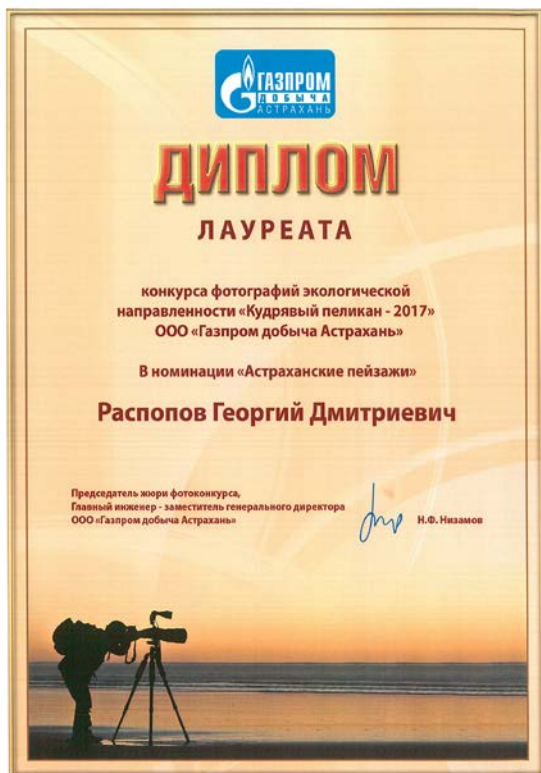 ГАЗПРОМ
ДОБЫЧА
АСТРАХАНЬ
ДИПЛОМ
ЛАУРЕАТА
конкурса фотографий экологической
направленности «Кудрявый пеликан - 2017»
ООО «Газпром добыча Астрахань»
В номинации «Астраханские пейзажи»
Распопов Георгий Дмитриевич
Председатель жюри фотоконкурса,
Главный инженер - заместитель генерального директора
ООО «Газпром добыча Астрахань»
Н.Ф. Низамов